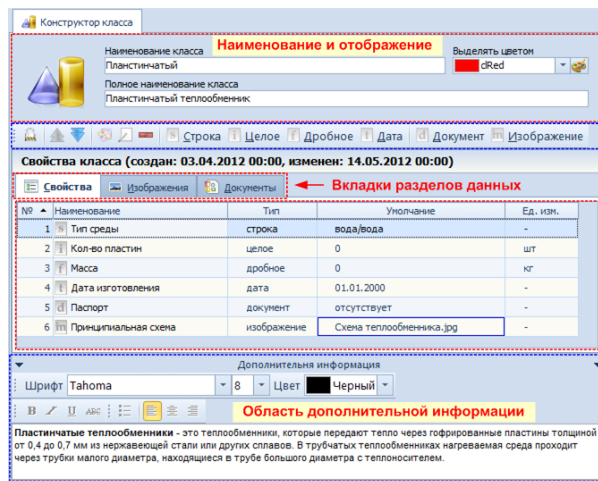 Конструктор класса
Наименование класса
Наименование и отображение
Выделять цветом
Планстинчатый
clRed
Полное наименование класса
Планстинчатый теплообменник
s Строка i Целое f Дробное t Дата d Документ m Изображение
Свойства класса (создан: 03.04.2012 00:00, изменен: 14.05.2012 00:00)
Свойства Изображения Документы Вкладки разделов данных
№ Наименование Тип Умолчание Ед. изм.
1 s Тип среды строка вода/вода -
2 i Кол-во пластин целое 0 шт
3 f Масса дробное 0 кг
4 t Дата изготовления дата 01.01.2000 -
5 d Паспорт документ отсутствует -
6 m Принципиальная схема изображение Схема теплообменника.jpg -
Дополнительня информация
Шрифт Tahoma 8 Цвет Черный
B I U ABC Область дополнительной информации
Пластинчатые теплообменники - это теплообменники, которые передают тепло через гофрированные пластины толщиной
от 0,4 до 0,7 мм из нержавеющей стали или других сплавов. В трубчатых теплообменниках нагреваемая среда проходит
через трубки малого диаметра, находящиеся в трубе большого диаметра с теплоносителем.